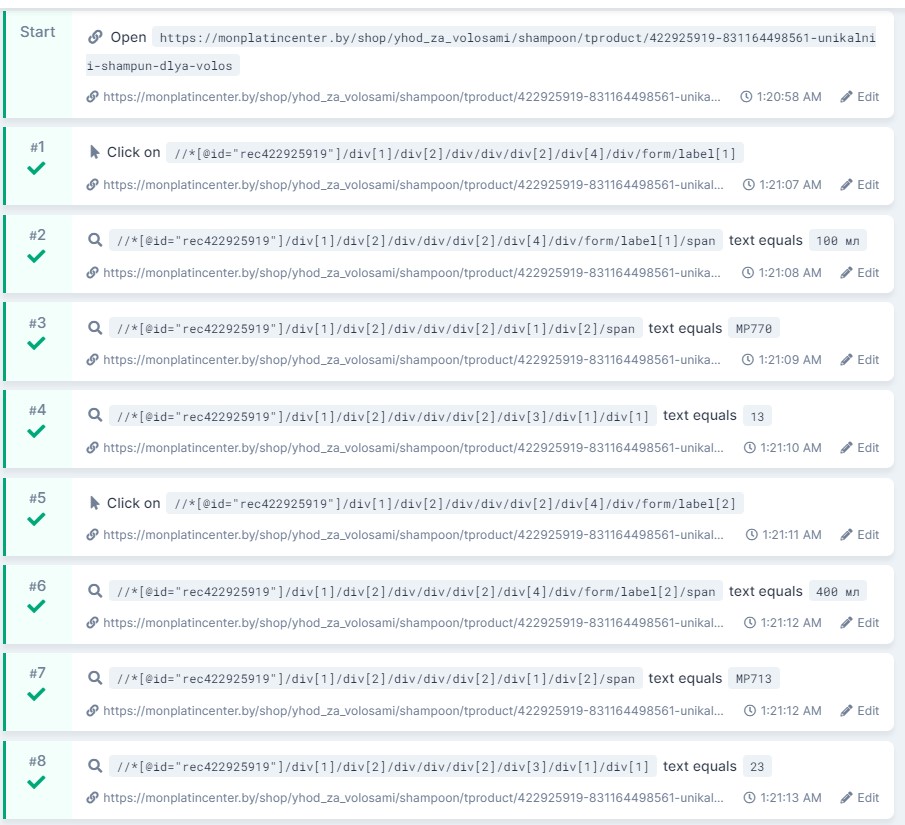 Start
Open https://monplatincenter.by/shop/yhod_za_volosami/shampoon/tproduct/422925919-831164498561-unikalni
i-shampun-dlya-volos
https://monplatincenter.by/shop/yhod_za_volosami/shampoon/tproduct/422925919-831164498561-unika... 1:20:58 AM Edit
#1
Click on //*[@id="rec422925919"]/div[1]/div[2]/div/div/div[2]/div[4]/div/form/label[1]
https://monplatincenter.by/shop/yhod_za_volosami/shampoon/tproduct/422925919-831164498561-unikal... 1:21:07 AM Edit
#2
//*[@id="rec422925919"]/div[1]/div[2]/div/div/div[2]/div[4]/div/form/label[1]/span text equals 100 мл
https://monplatincenter.by/shop/yhod_za_volosami/shampoon/tproduct/422925919-831164498561-unika... 1:21:08 AM Edit
#3
//*[@id="rec422925919"]/div[1]/div[2]/div/div/div[2]/div[1]/div[2]/span text equals MP770
https://monplatincenter.by/shop/yhod_za_volosami/shampoon/tproduct/422925919-831164498561-unika... 1:21:09 AM Edit
#4
//*[@id="rec422925919"]/div[1]/div[2]/div/div/div[2]/div[3]/div[1]/div[1] text equals 13
https://monplatincenter.by/shop/yhod_za_volosami/shampoon/tproduct/422925919-831164498561-unikal... 1:21:10 AM Edit
#5
Click on //*[@id="rec422925919"]/div[1]/div[2]/div/div/div[2]/div[4]/div/form/label[2]
https://monplatincenter.by/shop/yhod_za_volosami/shampoon/tproduct/422925919-831164498561-unikal... 1:21:11 AM Edit
#6
//*[@id="rec422925919"]/div[1]/div[2]/div/div/div[2]/div[4]/div/form/label[2]/span text equals 400 мл
https://monplatincenter.by/shop/yhod_za_volosami/shampoon/tproduct/422925919-831164498561-unikal... 1:21:12 AM Edit
#7
//*[@id="rec422925919"]/div[1]/div[2]/div/div/div[2]/div[1]/div[2]/span text equals MP713
https://monplatincenter.by/shop/yhod_za_volosami/shampoon/tproduct/422925919-831164498561-unikal... 1:21:12 AM Edit
#8
//*[@id="rec422925919"]/div[1]/div[2]/div/div/div[2]/div[3]/div[1]/div[1] text equals 23
https://monplatincenter.by/shop/yhod_za_volosami/shampoon/tproduct/422925919-831164498561-unikal... 1:21:13 AM Edit